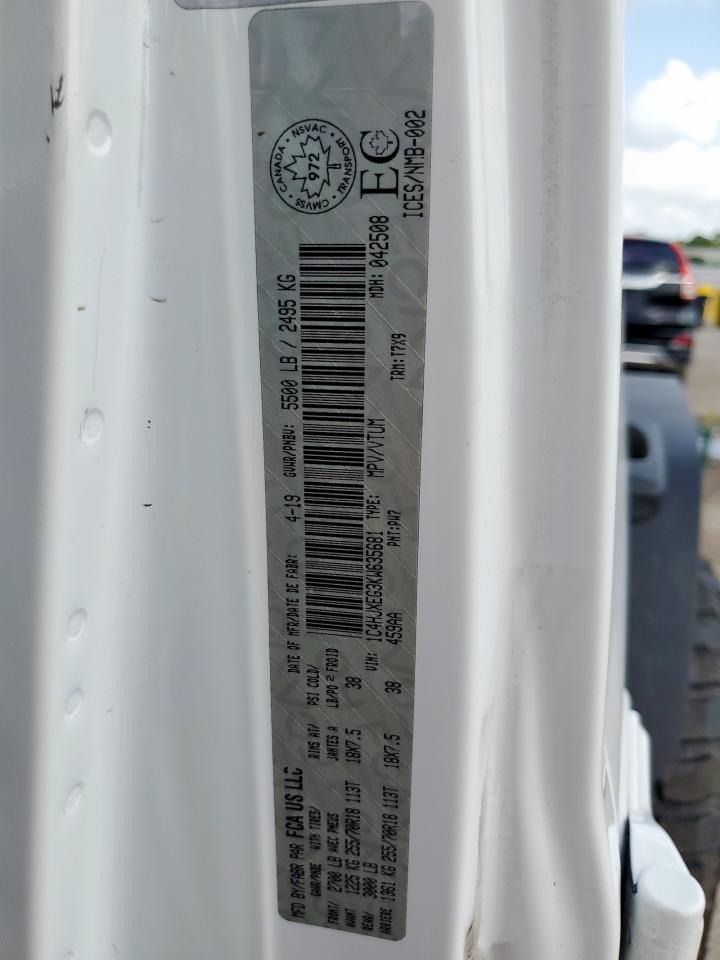 MFD BY/FABR PAR FCA US LLC
DATE OF MFR/DATE DE FABR: 4-19 GVWR/PNBV: 5500 LB / 2495 KG
GAWR/PNBE WITH TIRES/ RIMS AT/ PSI COLD/
FRONT/ 2700 LB AVEC PNEUS JANTES A LB/PO 2 FROID
AVANT 1225 KG 255/70R18 113T 18X7.5 38
REAR/ 3000 LB
ARRIERE 1361 KG 255/70R18 113T 18X7.5 38
CANADA · NSVAC · TRANSPORT · CMVSS
972
VIN: 1C4HJXEG3KW635681 TYPE: MPV/VTUM MDH: 042508
459AA PNT:PW7 TRM:T7X9
EC
ICES/NMB-002